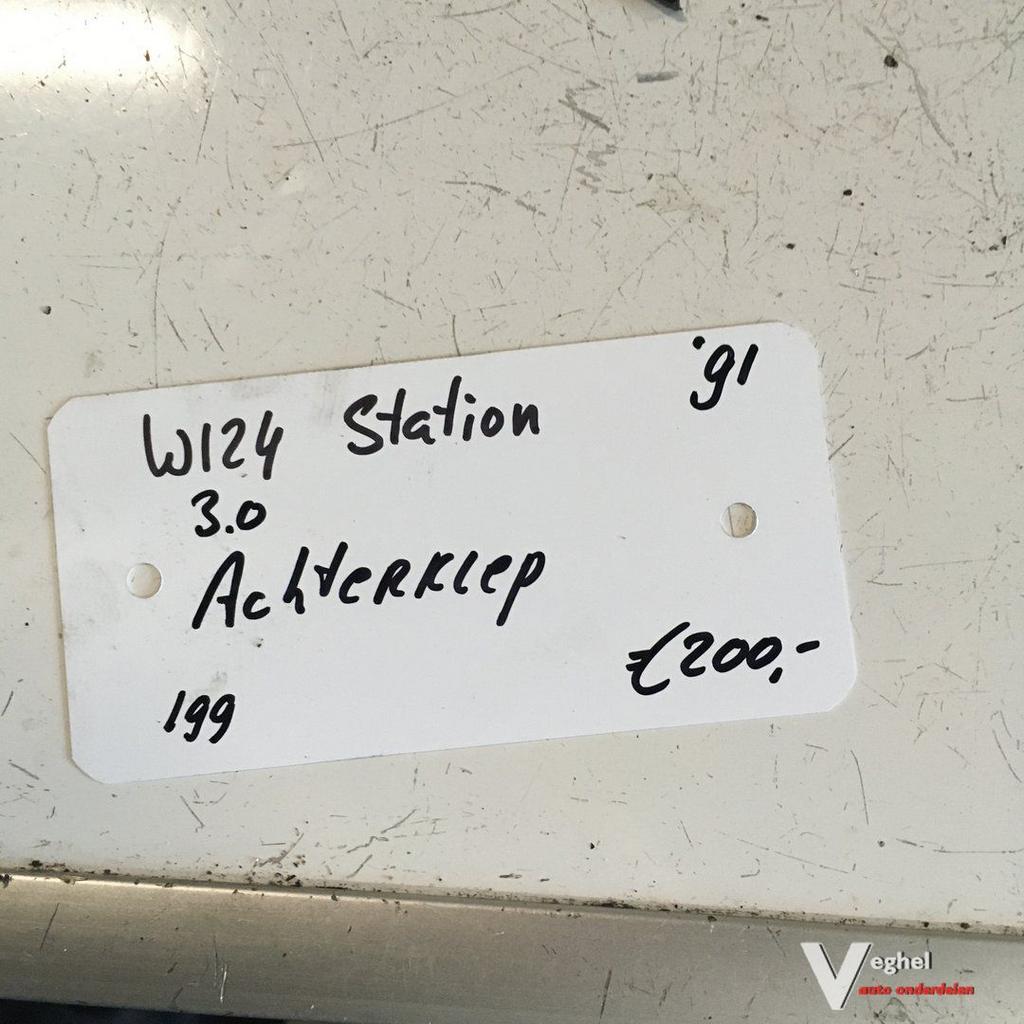 W124 Station '91
3.0
Achterklep
€200,-
199
Veghel
auto onderdelen